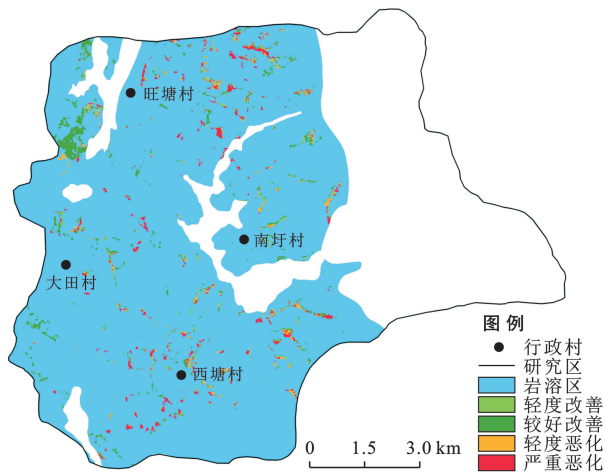 旺塘村
南圩村
大田村
西塘村
图例
行政村
研究区
岩溶区
轻度改善
较好改善
轻度恶化
严重恶化
0 1.5 3.0 km